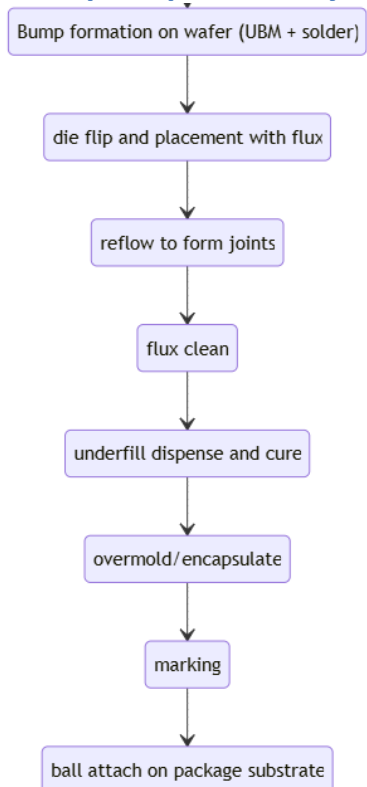 Bump formation on wafer (UBM + solder)
die flip and placement with flux
reflow to form joints
flux clean
underfill dispense and cure
overmold/encapsulate
marking
ball attach on package substrate